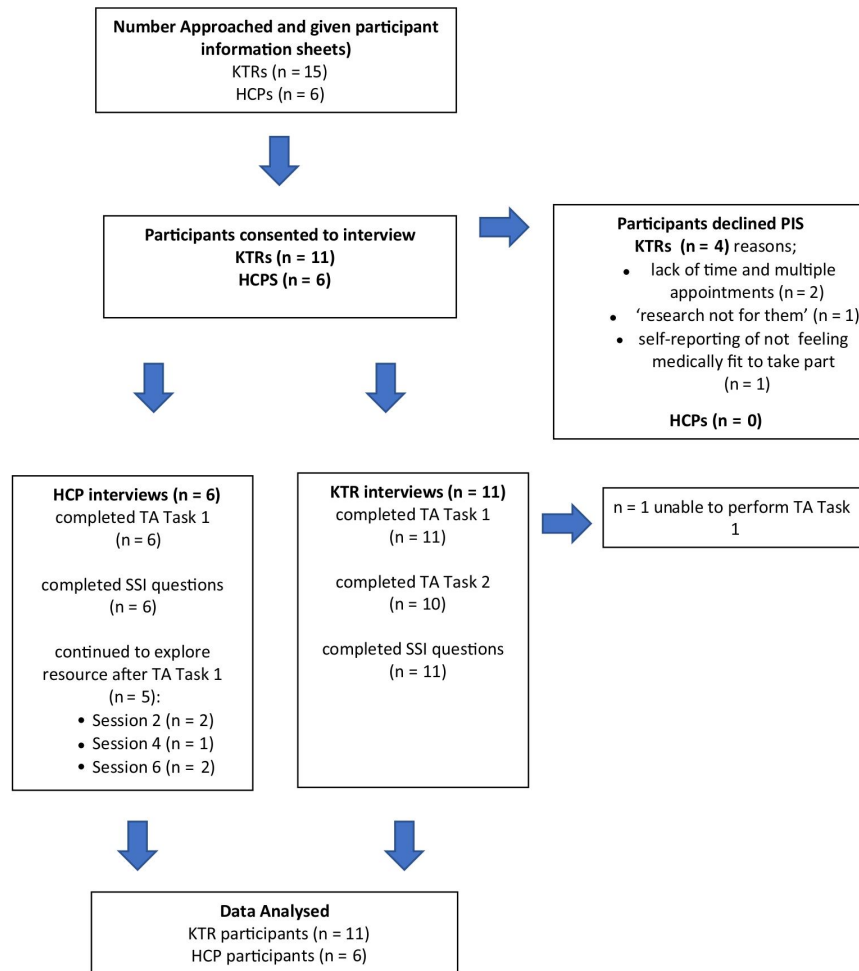 Number Approached and given participant
information sheets)
KTRs (n = 15)
HCPs (n = 6)
Participants consented to interview
KTRs (n = 11)
HCPS (n = 6)
Participants declined PIS
KTRs (n = 4) reasons;
• lack of time and multiple
appointments (n = 2)
• ‘research not for them’ (n = 1)
• self-reporting of not feeling
medically fit to take part
(n = 1)
HCPs (n = 0)
HCP interviews (n = 6)
completed TA Task 1
(n = 6)
completed SSI questions
(n = 6)
continued to explore
resource after TA Task 1
(n = 5):
• Session 2 (n = 2)
• Session 4 (n = 1)
• Session 6 (n = 2)
KTR interviews (n = 11)
completed TA Task 1
(n = 11)
completed TA Task 2
(n = 10)
completed SSI questions
(n = 11)
n = 1 unable to perform TA Task
1
Data Analysed
KTR participants (n = 11)
HCP participants (n = 6)